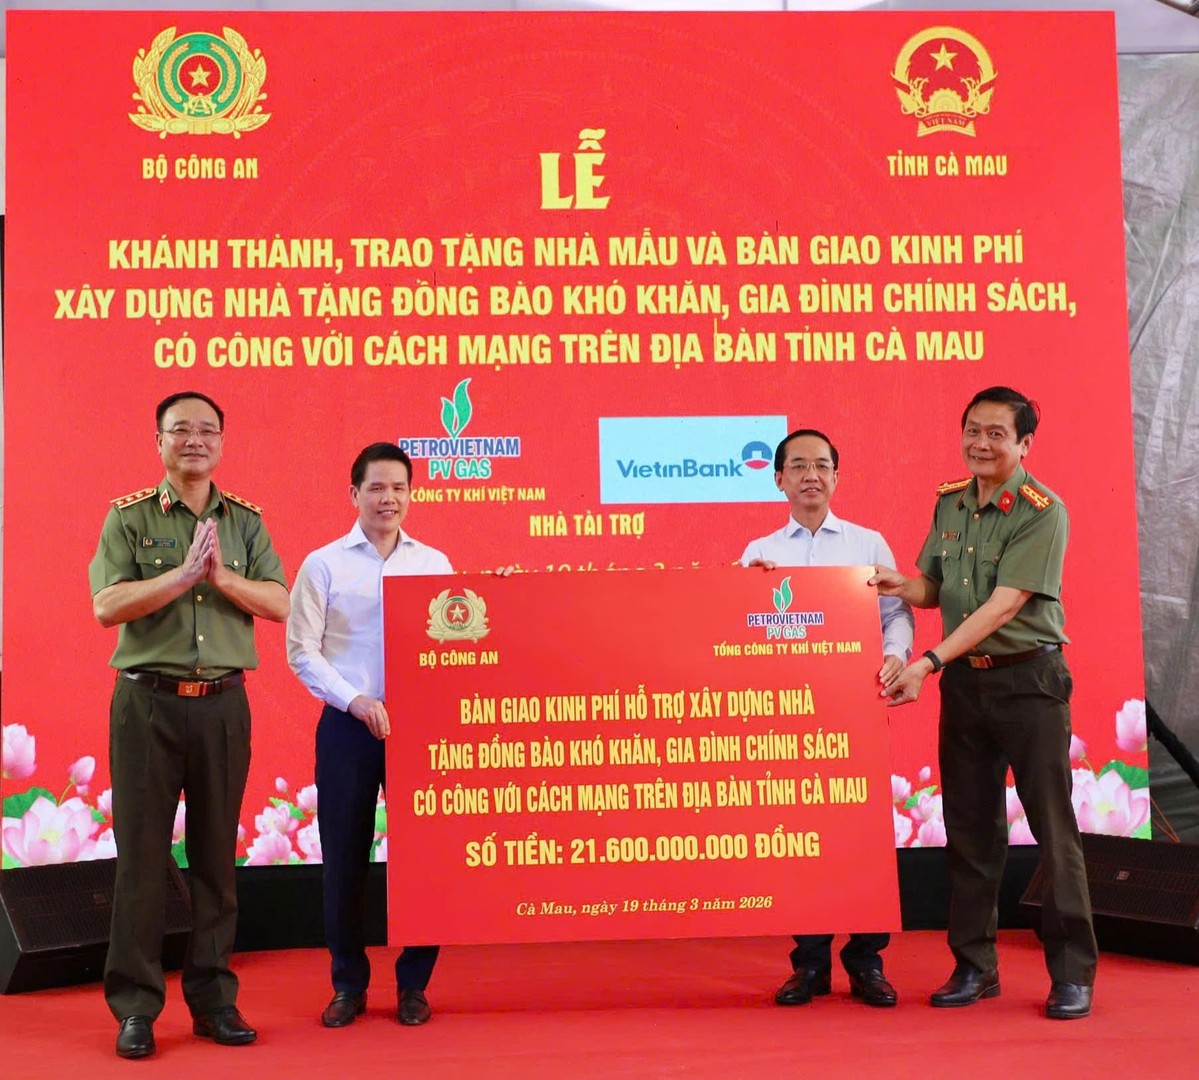 BỘ CÔNG AN
VIỆT NAM
TỈNH CÀ MAU
LỄ
KHÁNH THÀNH, TRAO TẶNG NHÀ MẪU VÀ BÀN GIAO KINH PHÍ
XÂY DỰNG NHÀ TẶNG ĐỒNG BÀO KHÓ KHĂN, GIA ĐÌNH CHÍNH SÁCH,
CÓ CÔNG VỚI CÁCH MẠNG TRÊN ĐỊA BÀN TỈNH CÀ MAU
PETROVIETNAM
PV GAS
CÔNG TY KHÍ VIỆT NAM
VietinBank
NHÀ TÀI TRỢ
BỘ CÔNG AN
PETROVIETNAM
PV GAS
TỔNG CÔNG TY KHÍ VIỆT NAM
BÀN GIAO KINH PHÍ HỖ TRỢ XÂY DỰNG NHÀ
TẶNG ĐỒNG BÀO KHÓ KHĂN, GIA ĐÌNH CHÍNH SÁCH
CÓ CÔNG VỚI CÁCH MẠNG TRÊN ĐỊA BÀN TỈNH CÀ MAU
SỐ TIỀN: 21.600.000.000 ĐỒNG
Cà Mau, ngày 19 tháng 3 năm 2026